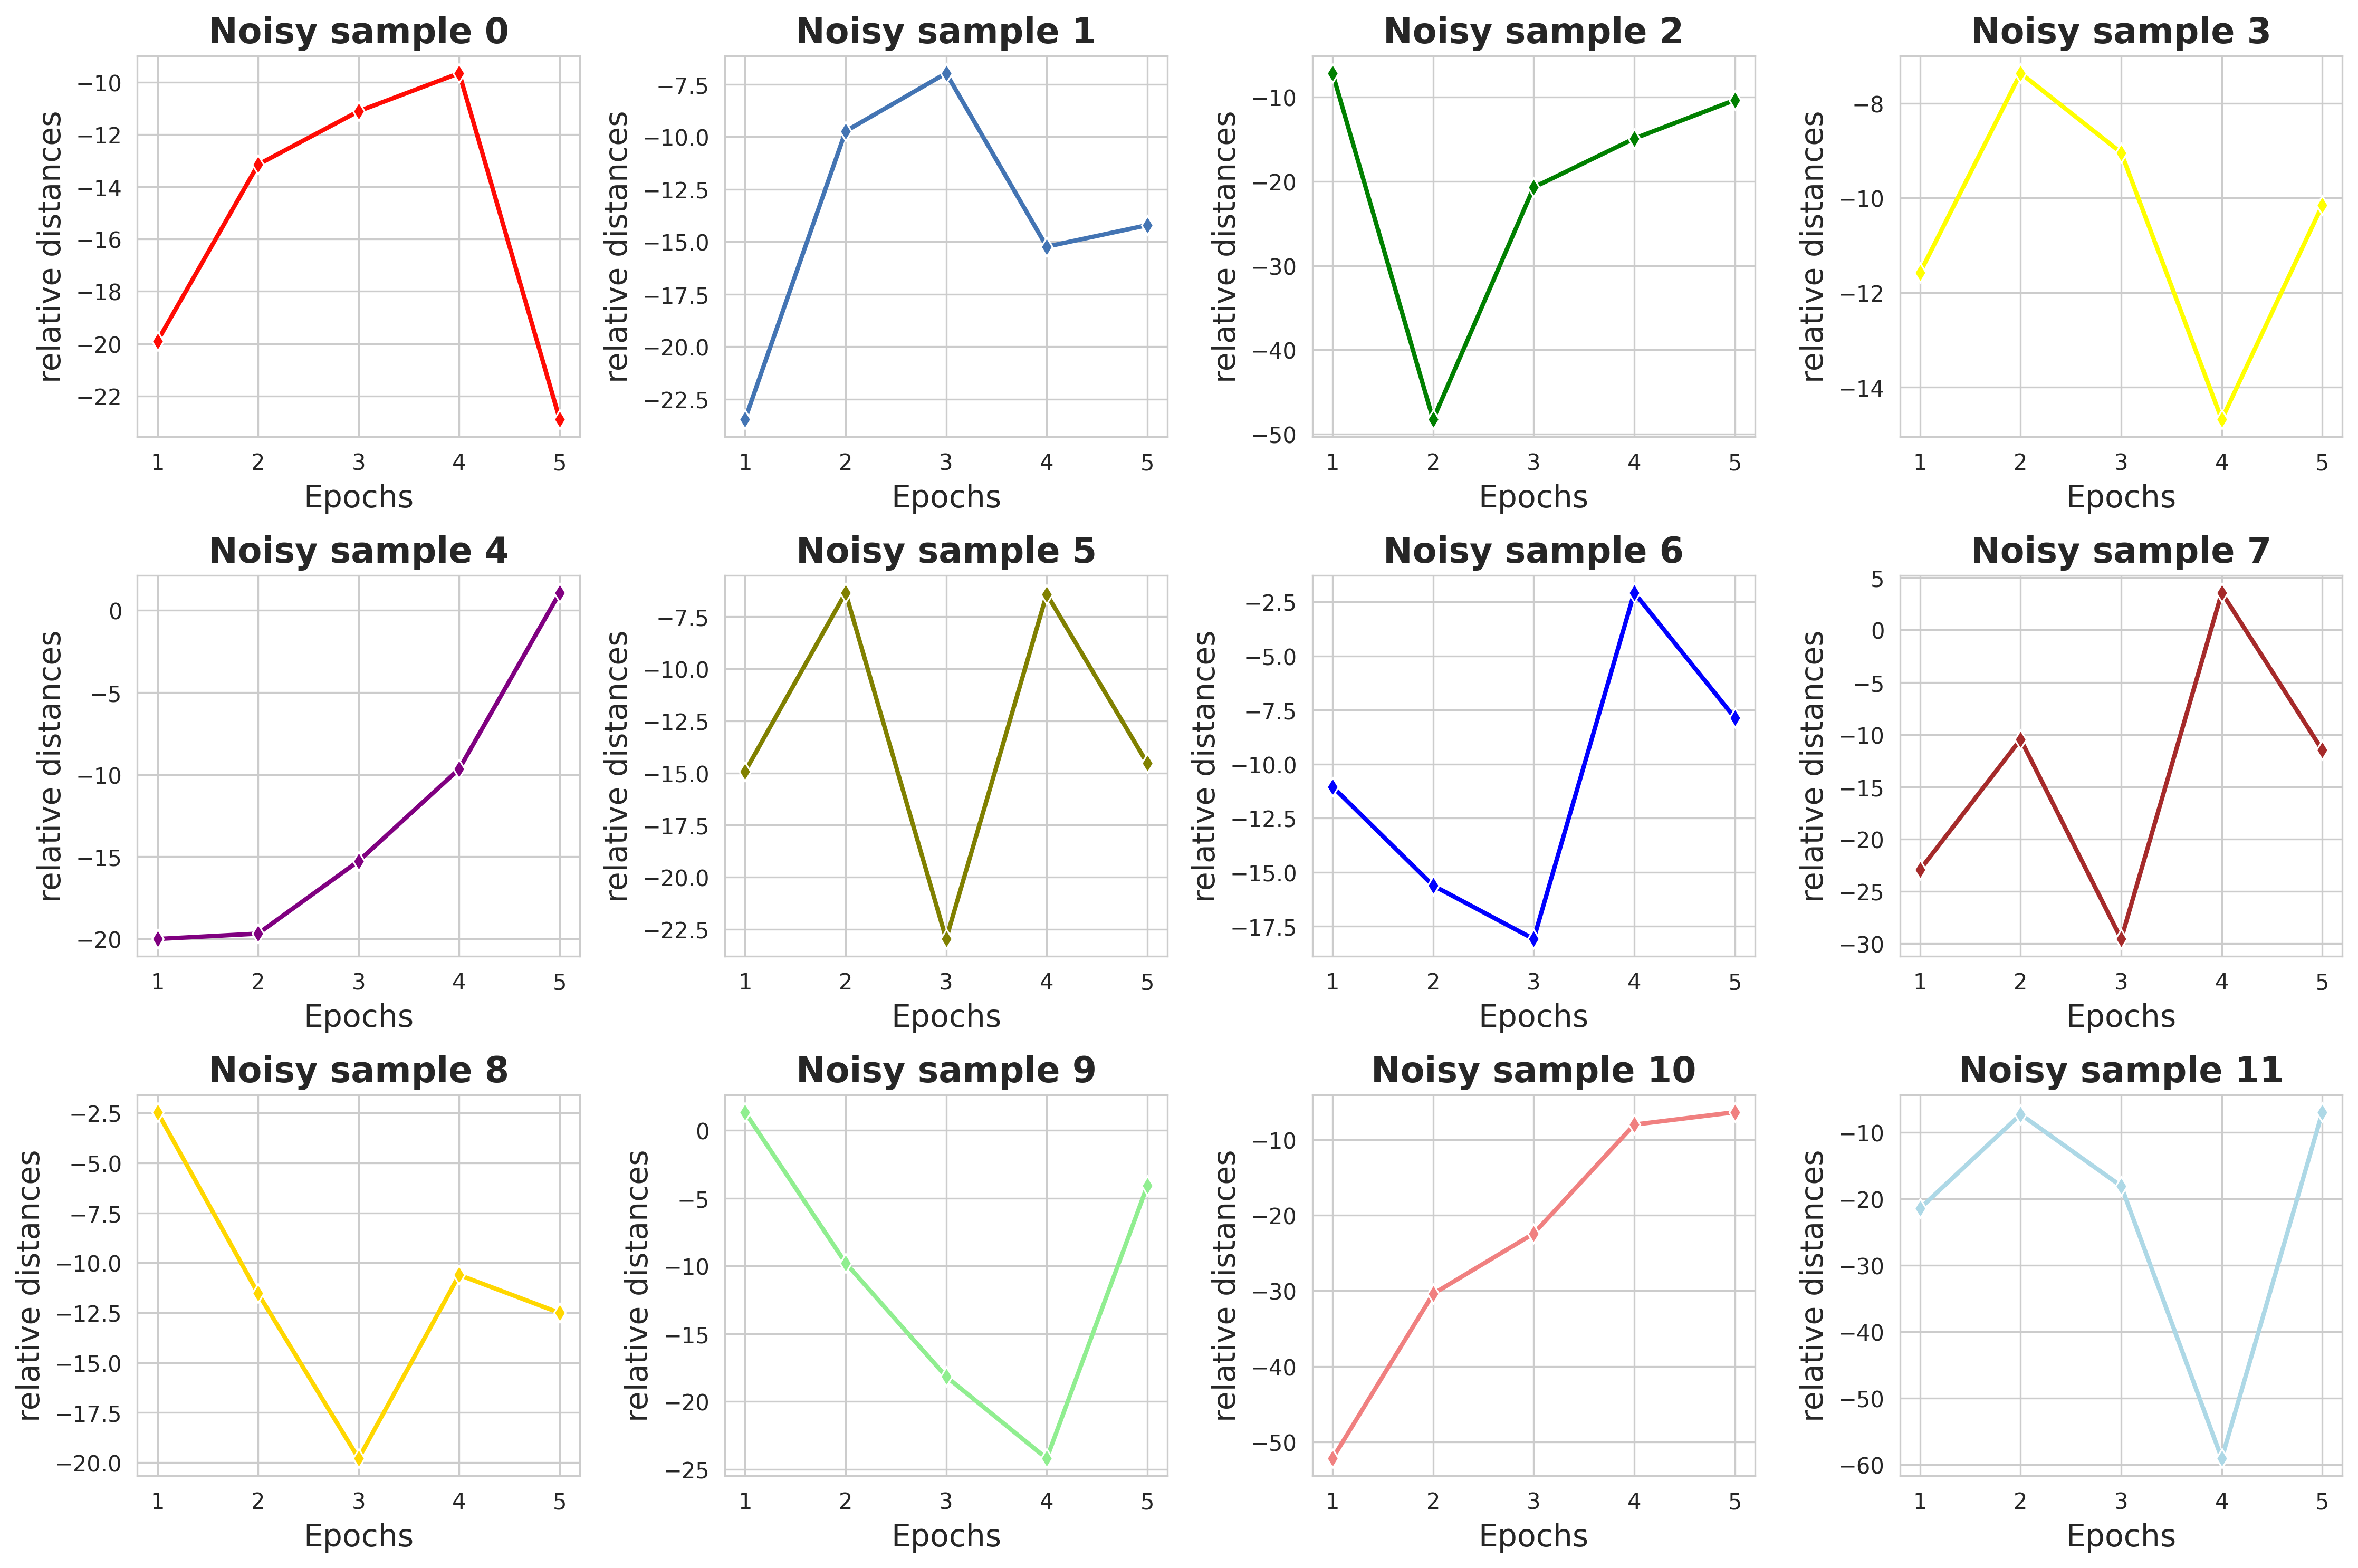 Noisy sample 0
relative distances
−10
−12
−14
−16
−18
−20
−22
1 2 3 4 5
Epochs
Noisy sample 1
relative distances
−7.5
−10.0
−12.5
−15.0
−17.5
−20.0
−22.5
1 2 3 4 5
Epochs
Noisy sample 2
relative distances
−10
−20
−30
−40
−50
1 2 3 4 5
Epochs
Noisy sample 3
relative distances
−8
−10
−12
−14
1 2 3 4 5
Epochs
Noisy sample 4
relative distances
0
−5
−10
−15
−20
1 2 3 4 5
Epochs
Noisy sample 5
relative distances
−7.5
−10.0
−12.5
−15.0
−17.5
−20.0
−22.5
1 2 3 4 5
Epochs
Noisy sample 6
relative distances
−2.5
−5.0
−7.5
−10.0
−12.5
−15.0
−17.5
1 2 3 4 5
Epochs
Noisy sample 7
relative distances
5
0
−5
−10
−15
−20
−25
−30
1 2 3 4 5
Epochs
Noisy sample 8
relative distances
−2.5
−5.0
−7.5
−10.0
−12.5
−15.0
−17.5
−20.0
1 2 3 4 5
Epochs
Noisy sample 9
relative distances
0
−5
−10
−15
−20
−25
1 2 3 4 5
Epochs
Noisy sample 10
relative distances
−10
−20
−30
−40
−50
1 2 3 4 5
Epochs
Noisy sample 11
relative distances
−10
−20
−30
−40
−50
−60
1 2 3 4 5
Epochs